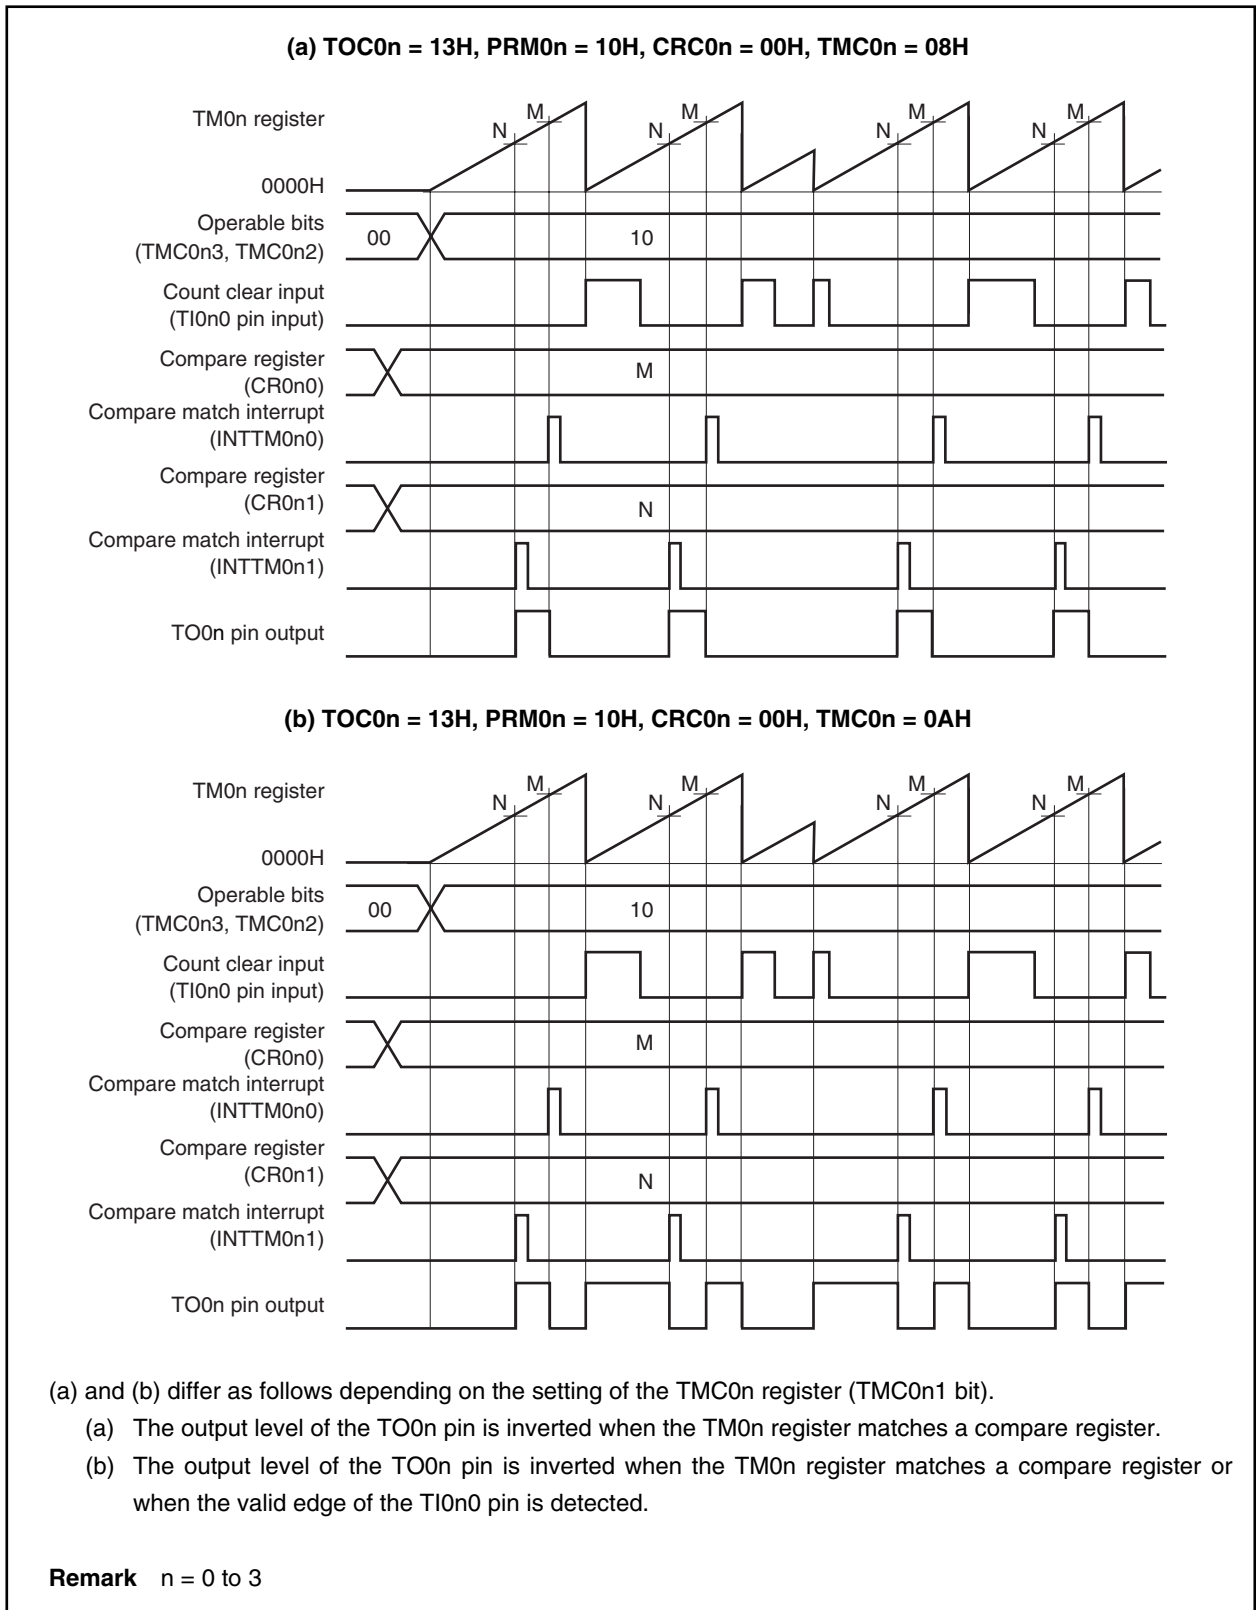 (a) TOC0n = 13H, PRM0n = 10H, CRC0n = 00H, TMC0n = 08H
TM0n register
N
M
N
M
N
M
N
M
0000H
Operable bits
(TMC0n3, TMC0n2)
00
10
Count clear input
(TI0n0 pin input)
Compare register
(CR0n0)
M
Compare match interrupt
(INTTM0n0)
Compare register
(CR0n1)
N
Compare match interrupt
(INTTM0n1)
TO0n pin output
(b) TOC0n = 13H, PRM0n = 10H, CRC0n = 00H, TMC0n = 0AH
TM0n register
N
M
N
M
N
M
N
M
0000H
Operable bits
(TMC0n3, TMC0n2)
00
10
Count clear input
(TI0n0 pin input)
Compare register
(CR0n0)
M
Compare match interrupt
(INTTM0n0)
Compare register
(CR0n1)
N
Compare match interrupt
(INTTM0n1)
TO0n pin output
(a) and (b) differ as follows depending on the setting of the TMC0n register (TMC0n1 bit).
(a) The output level of the TO0n pin is inverted when the TM0n register matches a compare register.
(b) The output level of the TO0n pin is inverted when the TM0n register matches a compare register or
when the valid edge of the TI0n0 pin is detected.
Remark n = 0 to 3